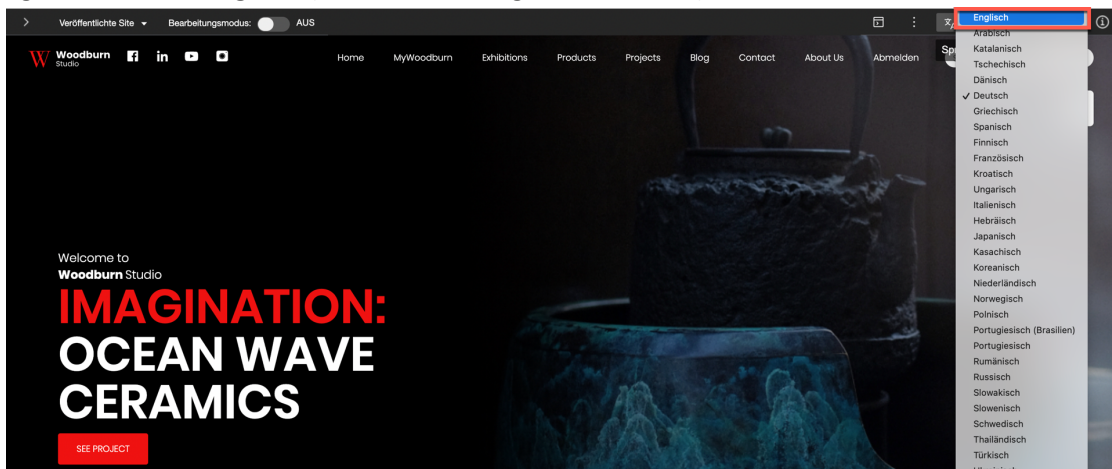 Veröffentlichte Site
Bearbeitungsmodus:
AUS
Woodburn
Studio
Home
MyWoodburn
Exhibitions
Products
Projects
Blog
Contact
About Us
Abmelden
Welcome to
Woodburn Studio
IMAGINATION:
OCEAN WAVE
CERAMICS
SEE PROJECT
Englisch
Arabisch
Katalanisch
Tschechisch
Dänisch
✓ Deutsch
Griechisch
Spanisch
Finnisch
Französisch
Kroatisch
Ungarisch
Italienisch
Hebräisch
Japanisch
Kasachisch
Koreanisch
Niederländisch
Norwegisch
Polnisch
Portugiesisch (Brasilien)
Portugiesisch
Rumänisch
Russisch
Slowakisch
Slowenisch
Schwedisch
Thailändisch
Türkisch